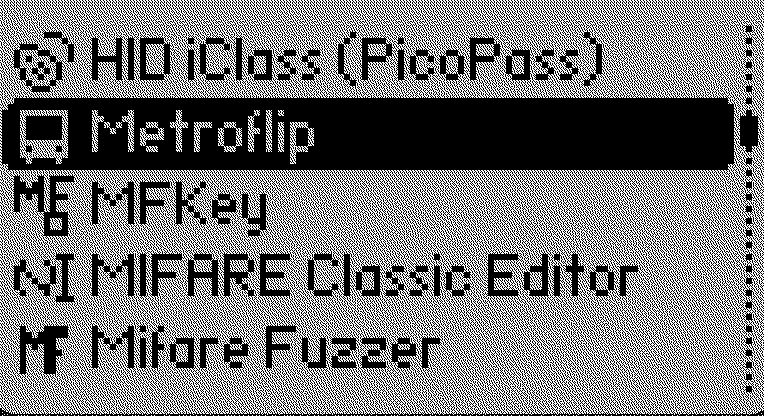 HID iClass (PicoPass)
Metroflip
MFKey
MIFARE Classic Editor
Mifare Fuzzer